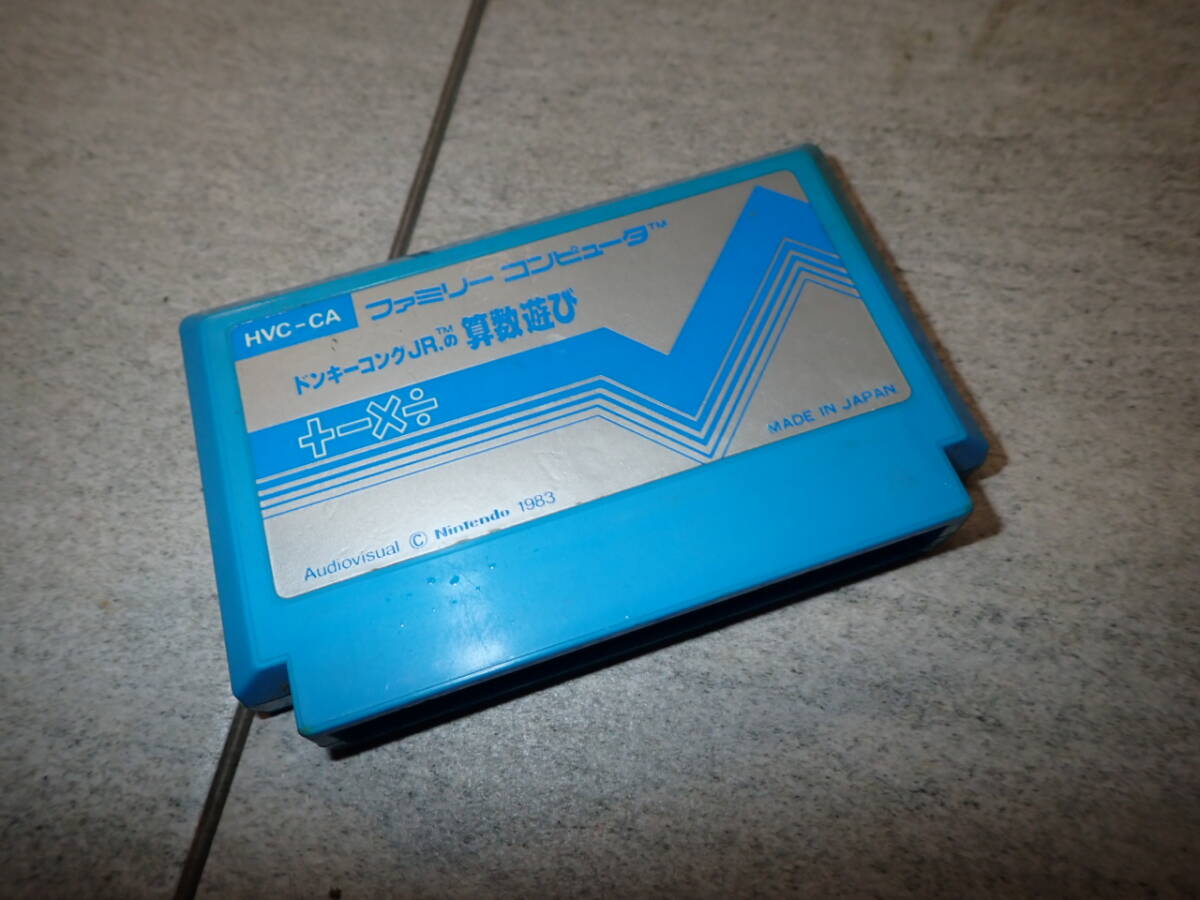 HVC-CA
ファミリー コンピュータ™
ドンキーコングJR.™の 算数遊び
+-×÷
MADE IN JAPAN
Audiovisual © Nintendo 1983